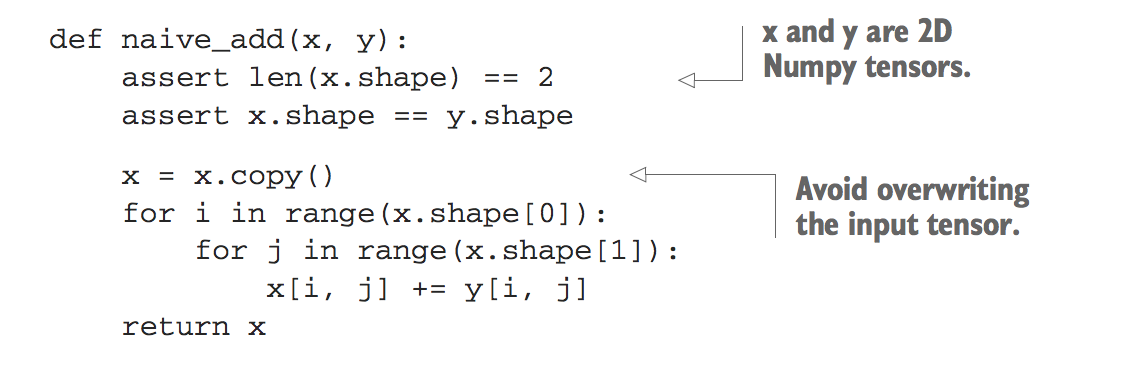 def naive_add(x, y):
    assert len(x.shape) == 2
    assert x.shape == y.shape
x and y are 2D
Numpy tensors.
    x = x.copy()
    for i in range(x.shape[0]):
        for j in range(x.shape[1]):
            x[i, j] += y[i, j]
    return x
Avoid overwriting
the input tensor.